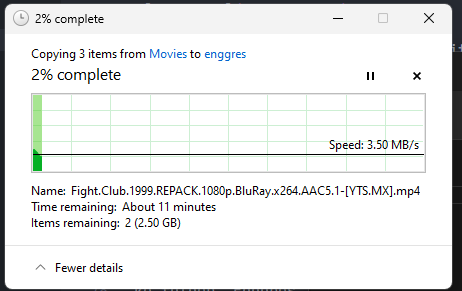 2% complete
Copying 3 items from Movies to enggres
2% complete
Speed: 3.50 MB/s
Name: Fight.Club.1999.REPACK.1080p.BluRay.x264.AAC5.1-[YTS.MX].mp4
Time remaining: About 11 minutes
Items remaining: 2 (2.50 GB)
Fewer details